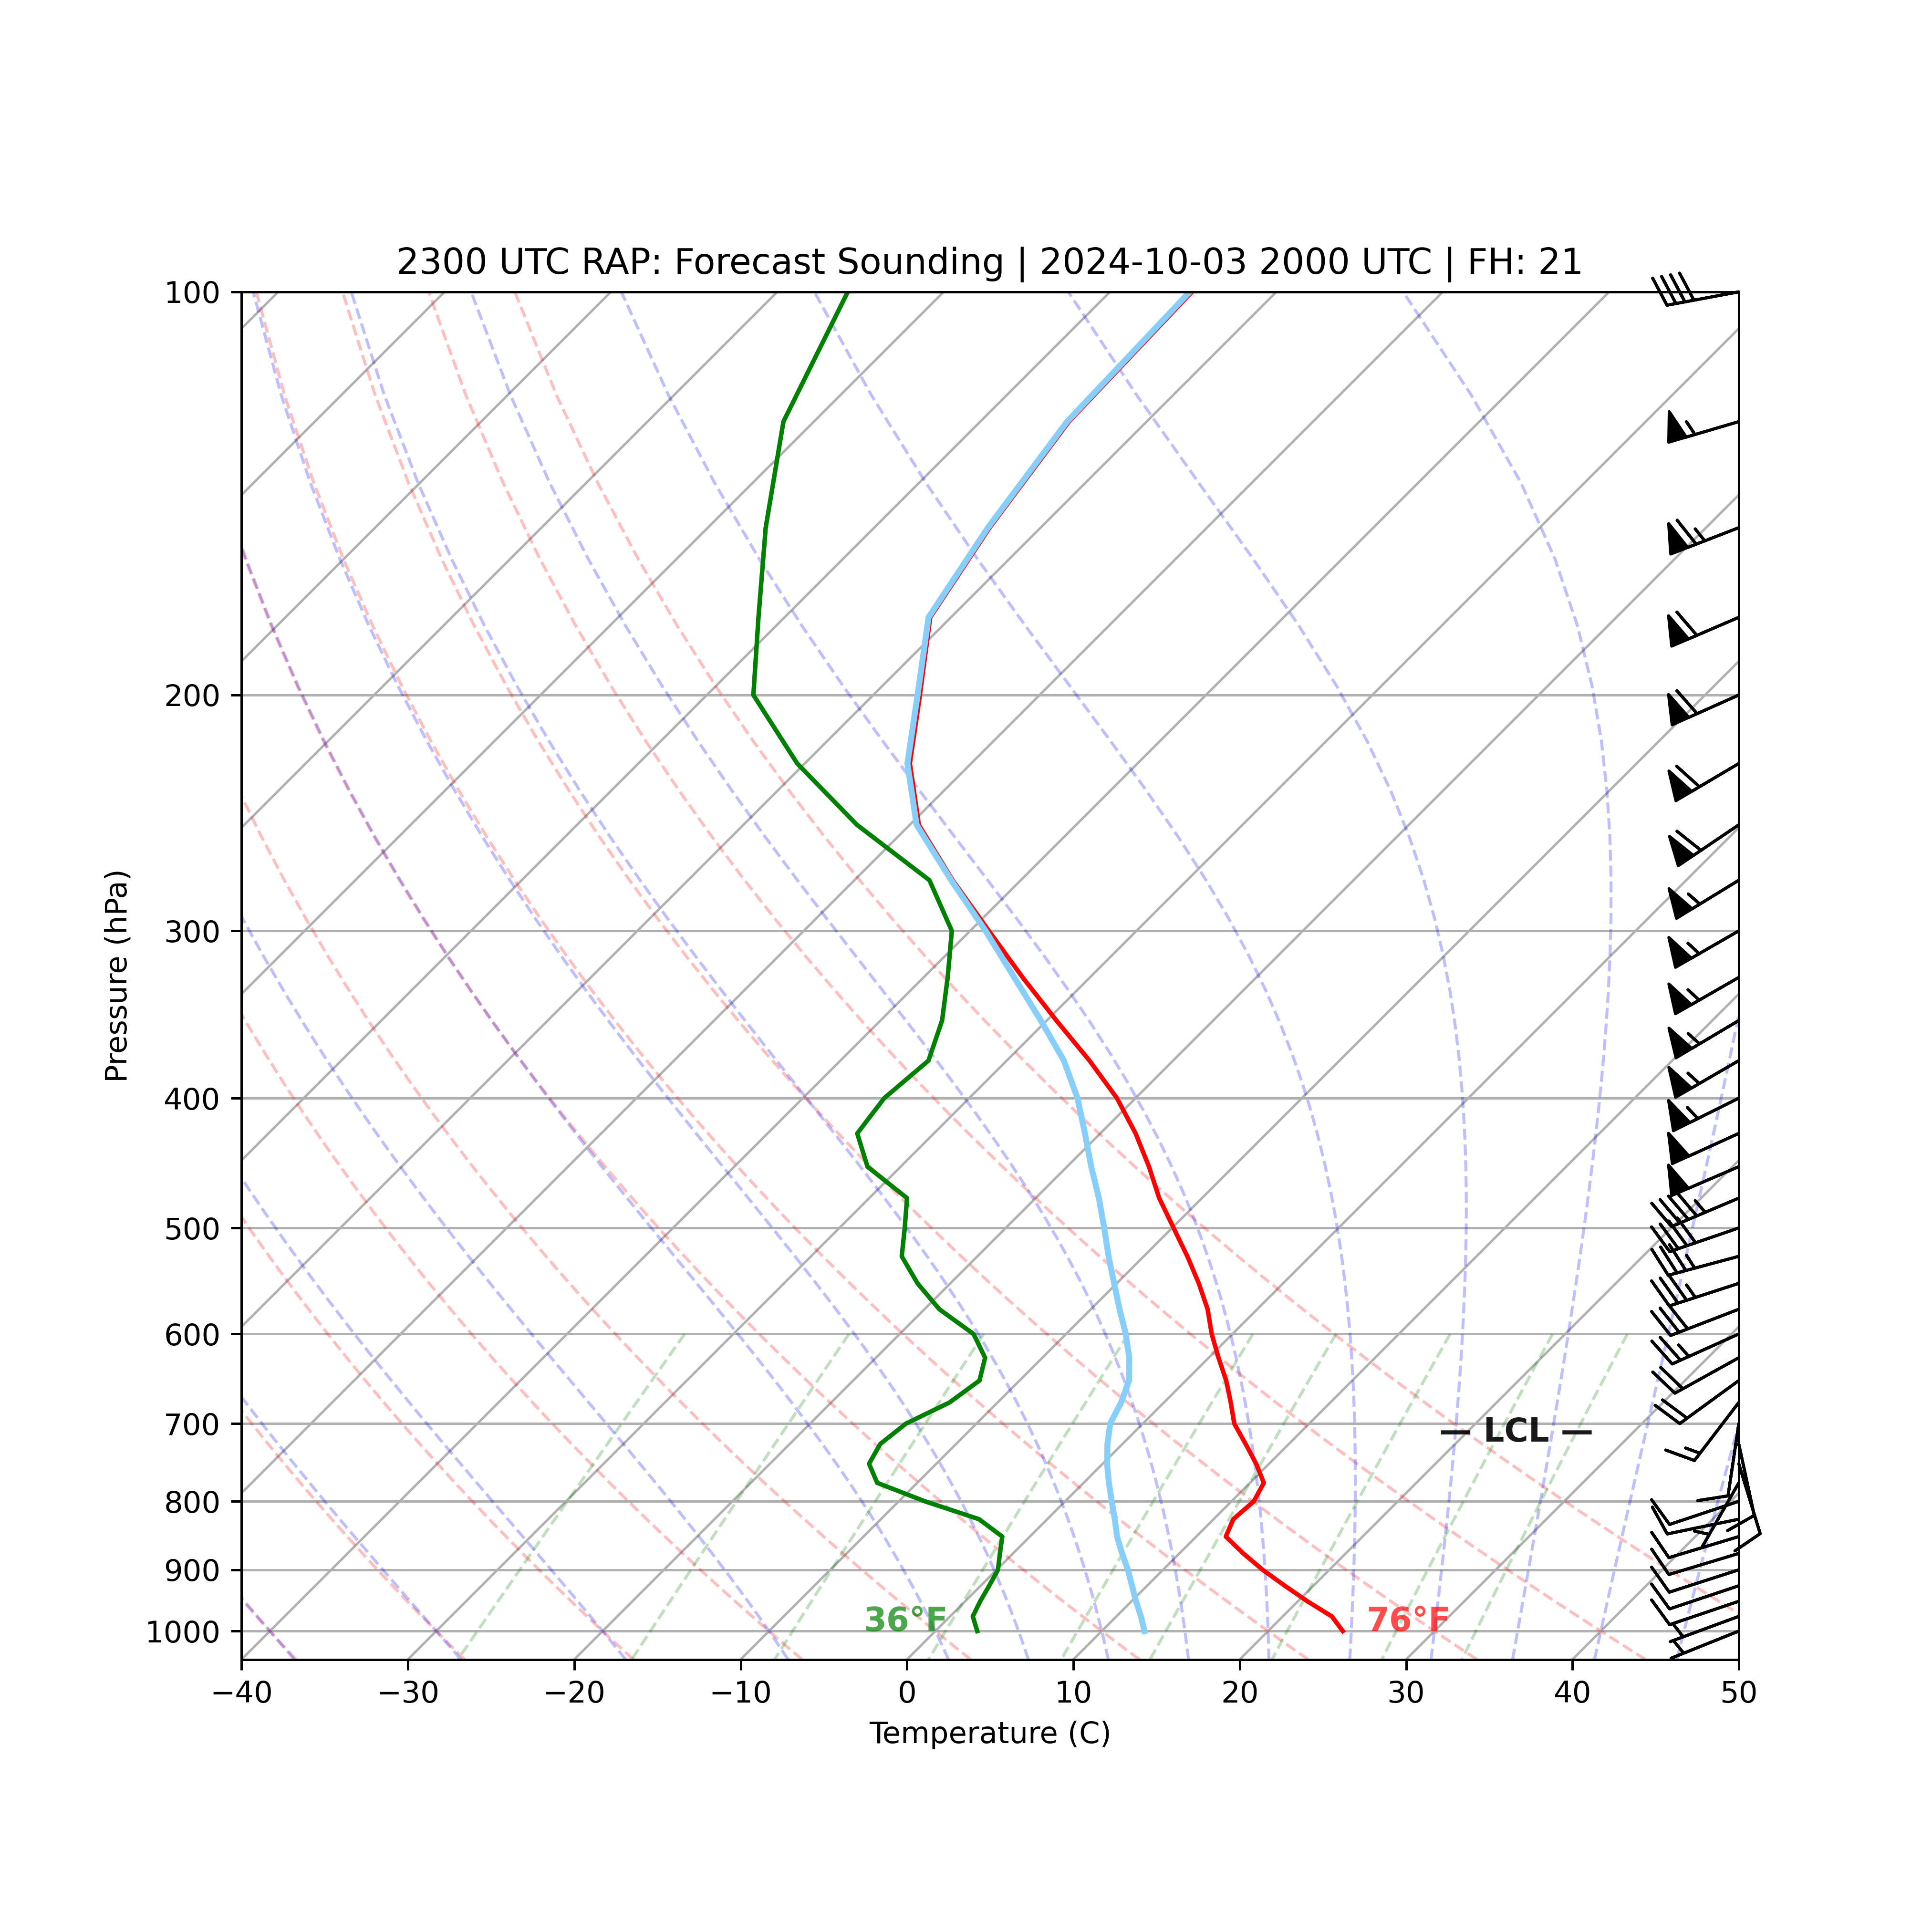 2300 UTC RAP: Forecast Sounding | 2024-10-03 2000 UTC | FH: 21
100
200
300
400
500
600
700
800
900
1000
Pressure (hPa)
— LCL —
36°F
76°F
−40 −30 −20 −10 0 10 20 30 40 50
Temperature (C)